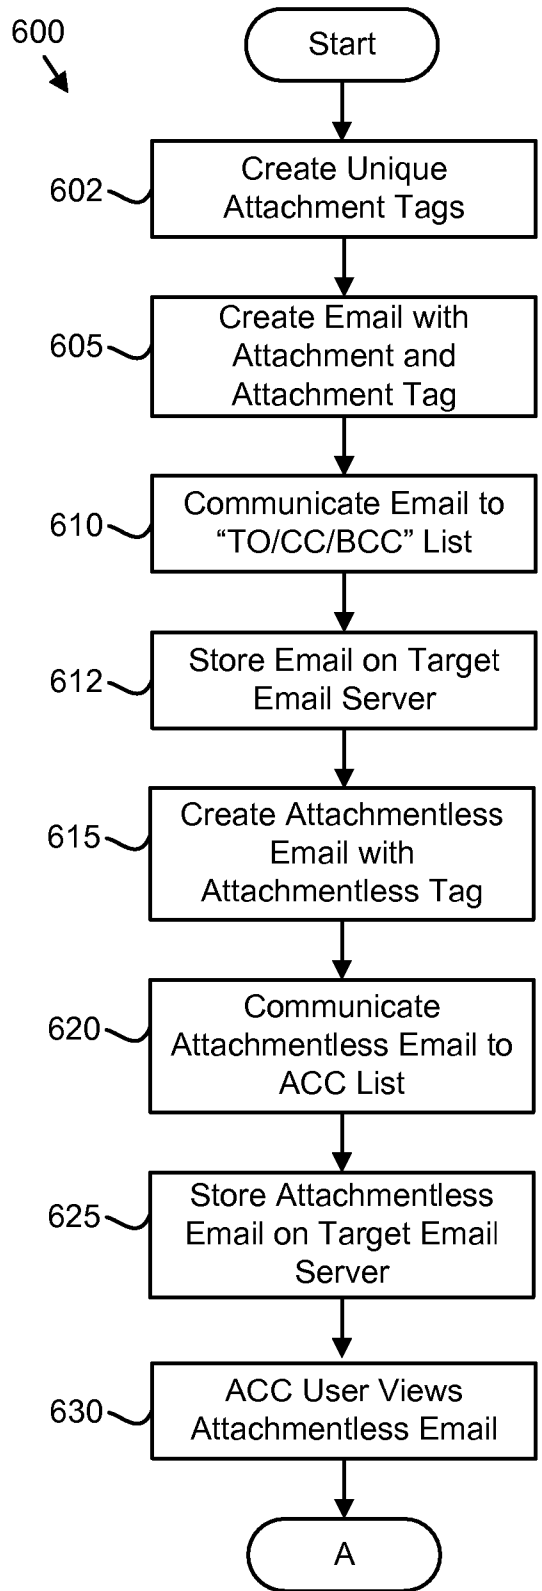 600
Start
602
Create Unique
Attachment Tags
605
Create Email with
Attachment and
Attachment Tag
610
Communicate Email to
“TO/CC/BCC” List
612
Store Email on Target
Email Server
615
Create Attachmentless
Email with
Attachmentless Tag
620
Communicate
Attachmentless Email to
ACC List
625
Store Attachmentless
Email on Target Email
Server
630
ACC User Views
Attachmentless Email
A